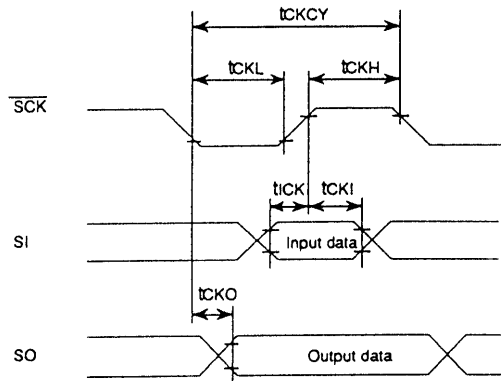 tCKCY
tCKL
tCKH
SCK
tICK
tCKI
SI
Input data
tCKO
SO
Output data